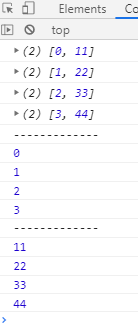 Elements Co
top
(2) [0, 11]
(2) [1, 22]
(2) [2, 33]
(2) [3, 44]
-------------
0
1
2
3
-------------
11
22
33
44